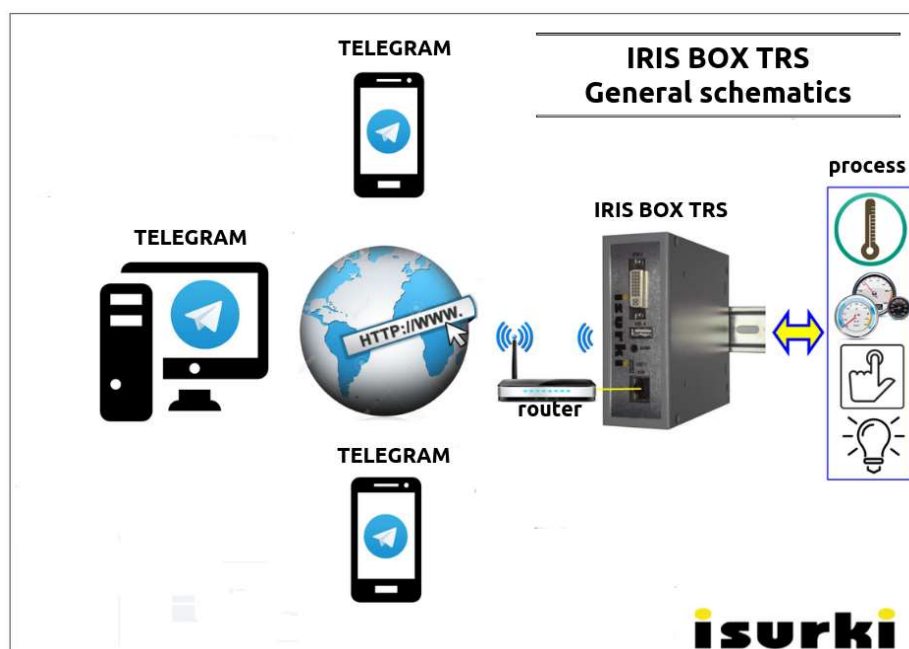 TELEGRAM
IRIS BOX TRS
General schematics
process
IRIS BOX TRS
TELEGRAM
HTTP://WWW.
isurki
router
TELEGRAM
isurki